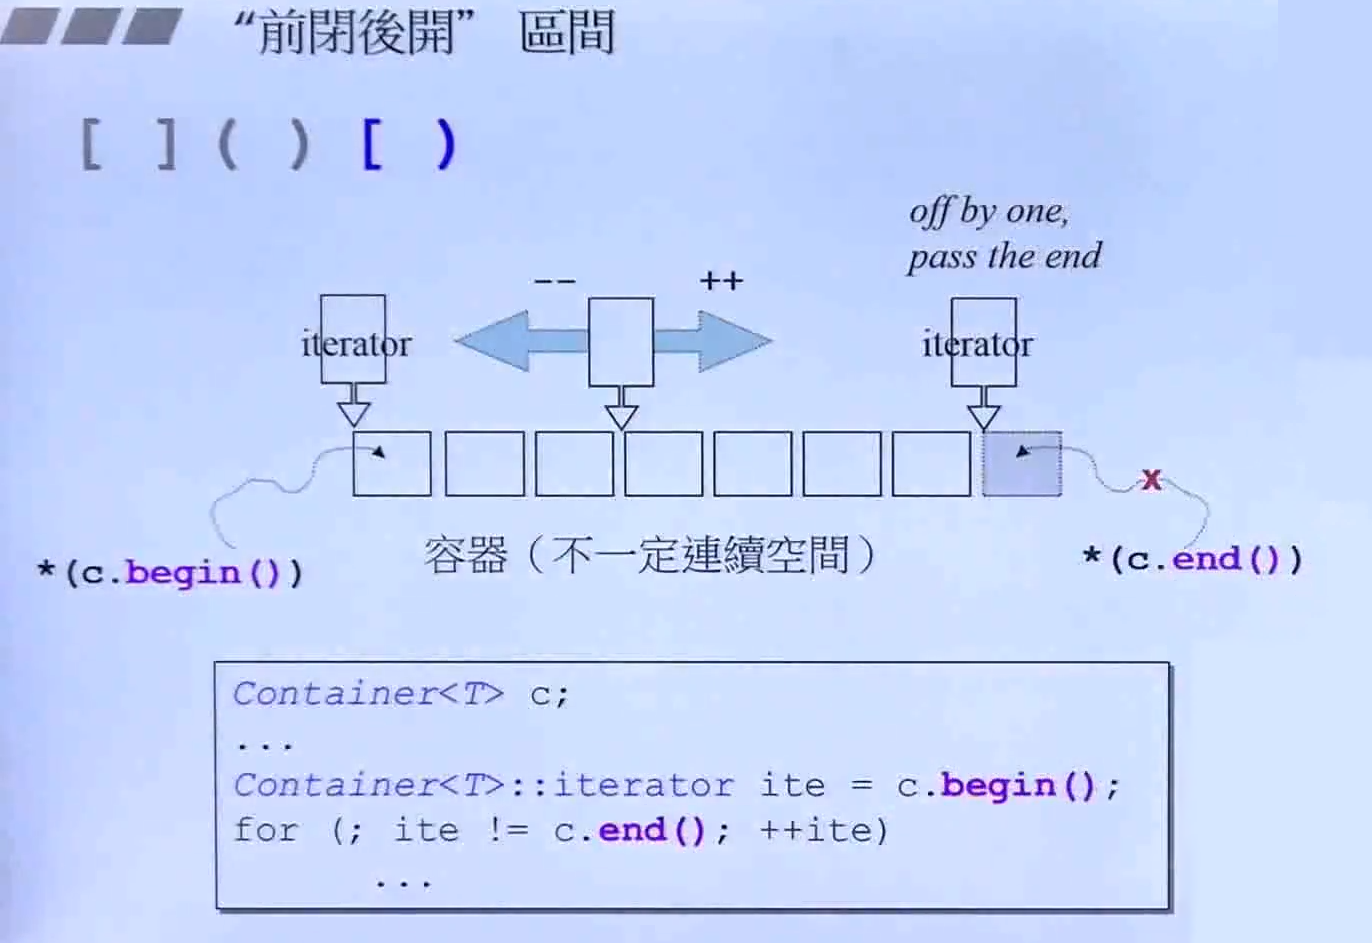 “前閉後開” 區間
[ ] ( ) [ )
off by one,
pass the end
-- ++
iterator iterator
容器（不一定連續空間）
*(c.begin()) *(c.end())
x
Container<T> c;
...
Container<T>::iterator ite = c.begin();
for (; ite != c.end(); ++ite)
...